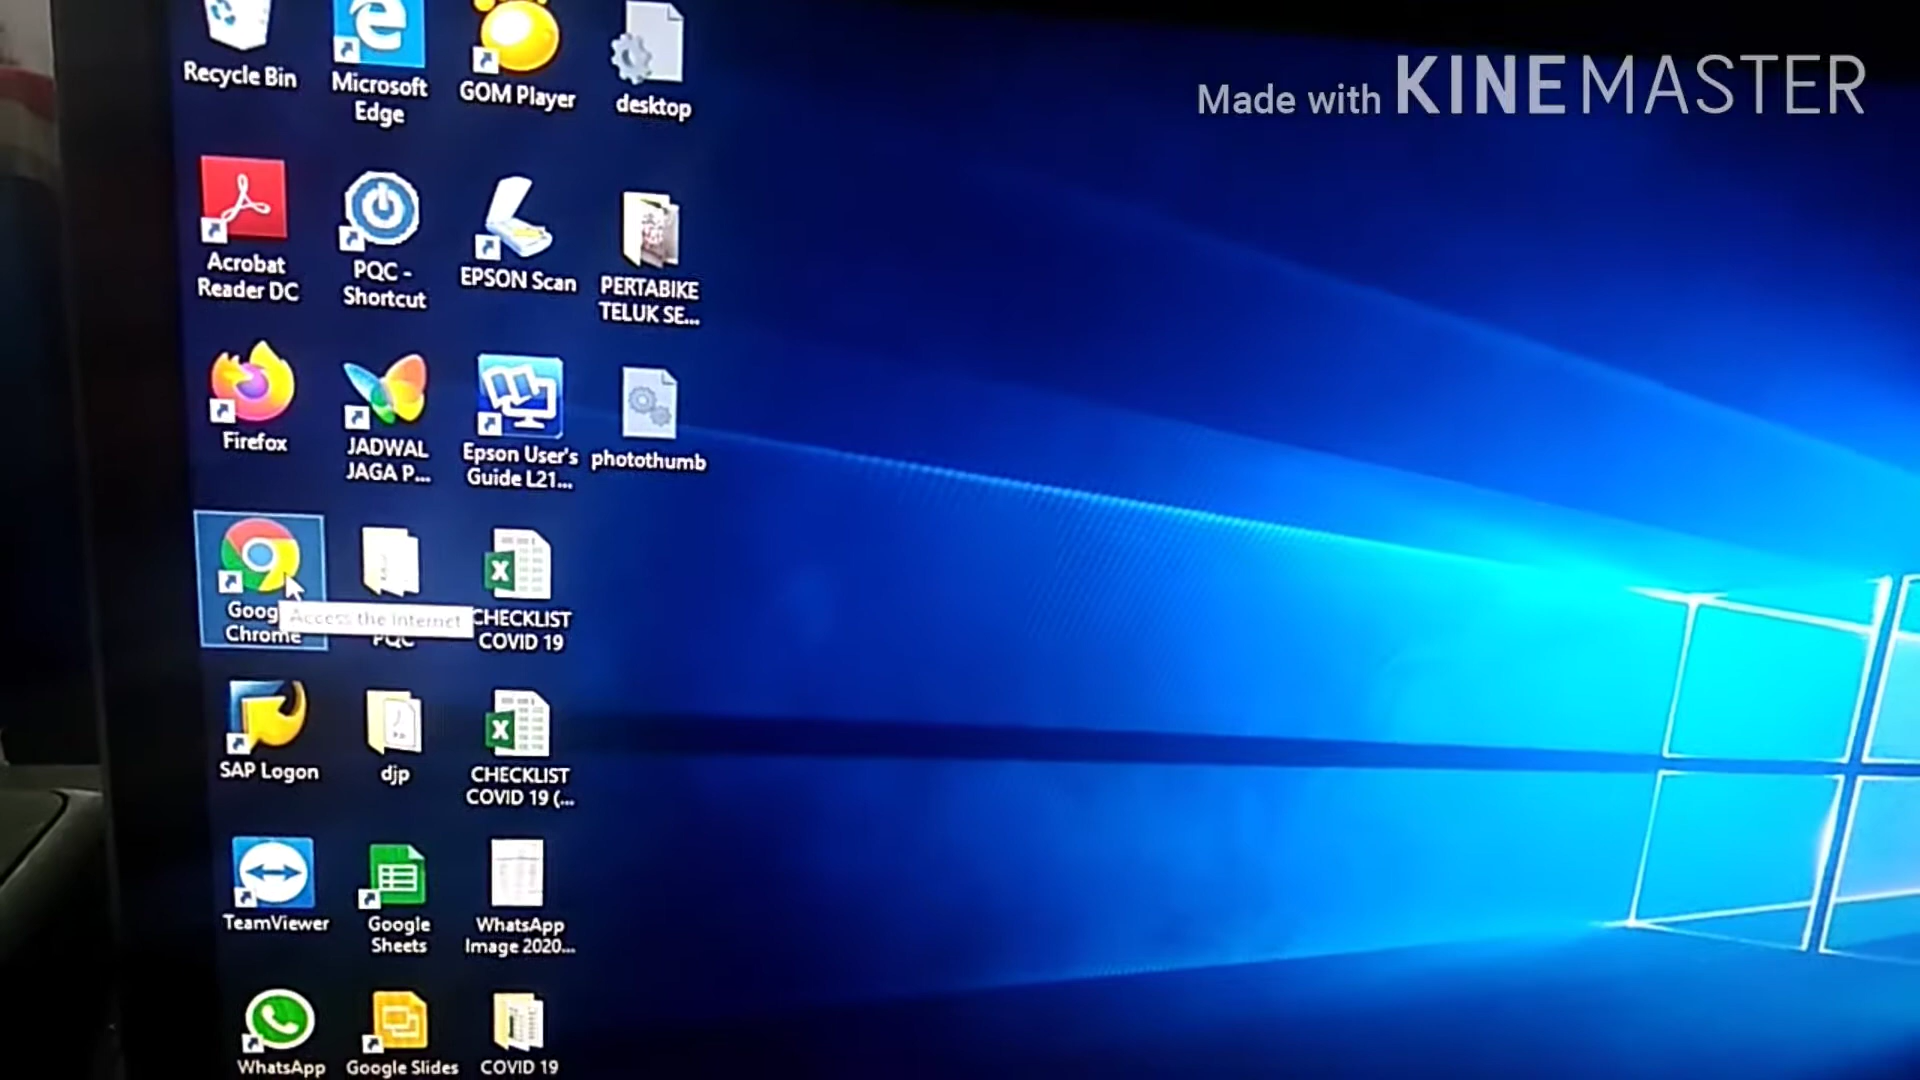 Made with KINEMASTER
Recycle Bin
Microsoft
Edge
GOM Player
desktop
Acrobat
Reader DC
PQC -
Shortcut
EPSON Scan
PERTABIKE
TELUK SE...
Firefox
JADWAL
JAGA P...
Epson User's
Guide L21...
photothumb
Goog
Chrome
Access the Internet
PQC
CHECKLIST
COVID 19
SAP Logon
djp
CHECKLIST
COVID 19 (...
TeamViewer
Google
Sheets
WhatsApp
Image 2020...
WhatsApp
Google Slides
COVID 19